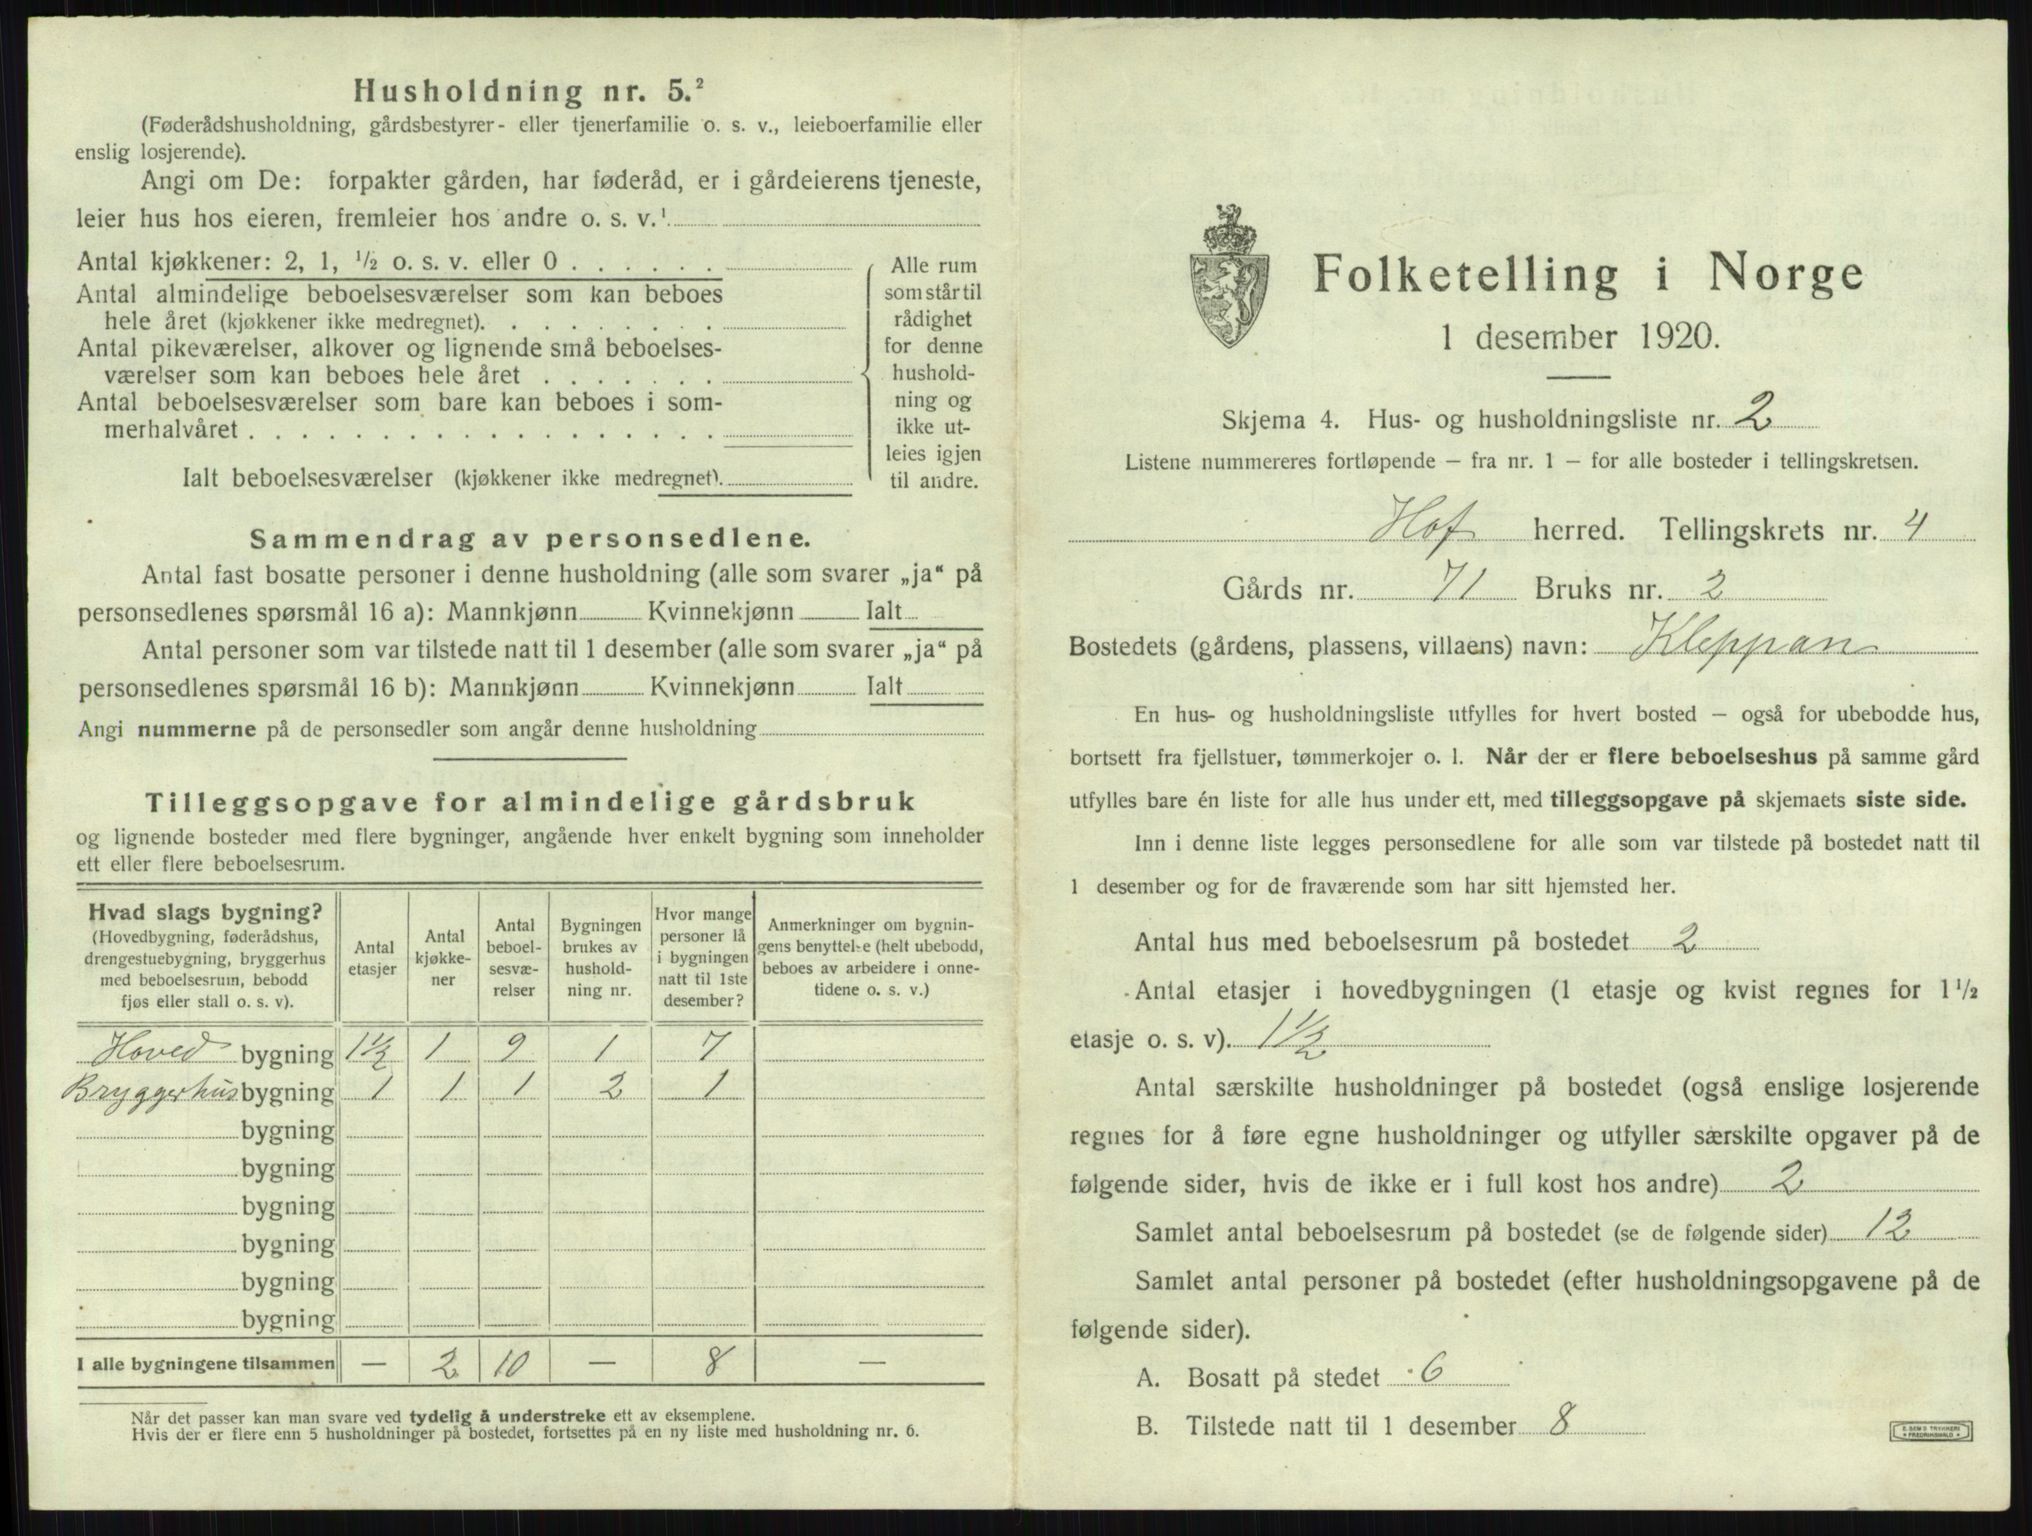 Husholdning nr. 5.²
(Føderådshusholdning, gårdsbestyrer- eller tjenerfamilie o. s. v., leieboerfamilie eller
enslig losjerende).
Angi om De: forpakter gården, har føderåd, er i gårdeierens tjeneste,
leier hus hos eieren, fremleier hos andre o. s. v.¹
Antal kjøkkener: 2, 1, ½ o. s. v. eller 0 . . . . . .
Antal almindelige beboelsesværelser som kan beboes
hele året (kjøkkener ikke medregnet). . . . . . . . .
Antal pikeværelser, alkover og lignende små beboelses-
værelser som kan beboes hele året . . . . . . .
Antal beboelsesværelser som bare kan beboes i som-
merhalvåret . . . . . . . . . . . . . . . . . .
Ialt beboelsesværelser (kjøkkener ikke medregnet).
Alle rum
som står til
rådighet
for denne
hushold-
ning og
ikke ut-
leies igjen
til andre.
Sammendrag av personsedlene.
Antal fast bosatte personer i denne husholdning (alle som svarer „ja“ på
personsedlenes spørsmål 16 a): Mannkjønn Kvinnekjønn Ialt
Antal personer som var tilstede natt til 1 desember (alle som svarer „ja“ på
personsedlenes spørsmål 16 b): Mannkjønn Kvinnekjønn Ialt
Angi nummerne på de personsedler som angår denne husholdning
Tilleggsopgave for almindelige gårdsbruk
og lignende bosteder med flere bygninger, angående hver enkelt bygning som inneholder
ett eller flere beboelsesrum.
Hvad slags bygning?
(Hovedbygning, føderådshus,
drengestuebygning, bryggerhus
med beboelsesrum, bebodd
fjøs eller stall o. s. v).
Antal
etasjer
Antal
kjøkke-
ner
Antal
beboel-
sesvæ-
relser
Bygningen
brukes av
hushold-
ning nr.
Hvor mange
personer lå
i bygningen
natt til 1ste
desember?
Anmerkninger om bygnin-
gens benyttelse (helt ubebodd,
beboes av arbeidere i onne-
tidene o. s. v.)
Hoved bygning 1½ 1 9 1 7
Bryggerhus bygning 1 1 1 2 1
bygning
bygning
bygning
bygning
bygning
bygning
I alle bygningene tilsammen — 2 10 — 8 —
Når det passer kan man svare ved tydelig å understreke ett av eksemplene.
Hvis der er flere enn 5 husholdninger på bostedet, fortsettes på en ny liste med husholdning nr. 6.
Folketelling i Norge
1 desember 1920.
Skjema 4. Hus- og husholdningsliste nr. 2
Listene nummereres fortløpende — fra nr. 1 — for alle bosteder i tellingskretsen.
Hof herred. Tellingskrets nr. 4
Gårds nr. 71 Bruks nr. 2
Bostedets (gårdens, plassens, villaens) navn: Kleppan
En hus- og husholdningsliste utfylles for hvert bosted — også for ubebodde hus,
bortsett fra fjellstuer, tømmerkojer o. l. Når der er flere beboelseshus på samme gård
utfylles bare én liste for alle hus under ett, med tilleggsopgave på skjemaets siste side.
Inn i denne liste legges personsedlene for alle som var tilstede på bostedet natt til
1 desember og for de fraværende som har sitt hjemsted her.
Antal hus med beboelsesrum på bostedet 2
Antal etasjer i hovedbygningen (1 etasje og kvist regnes for 1½
etasje o. s. v). 1½
Antal særskilte husholdninger på bostedet (også enslige losjerende
regnes for å føre egne husholdninger og utfyller særskilte opgaver på de
følgende sider, hvis de ikke er i full kost hos andre) 2
Samlet antal beboelsesrum på bostedet (se de følgende sider) 12
Samlet antal personer på bostedet (efter husholdningsopgavene på de
følgende sider).
A. Bosatt på stedet 6
B. Tilstede natt til 1 desember 8
E. SEM'S TRYKKERI
FREDRIKSHALD